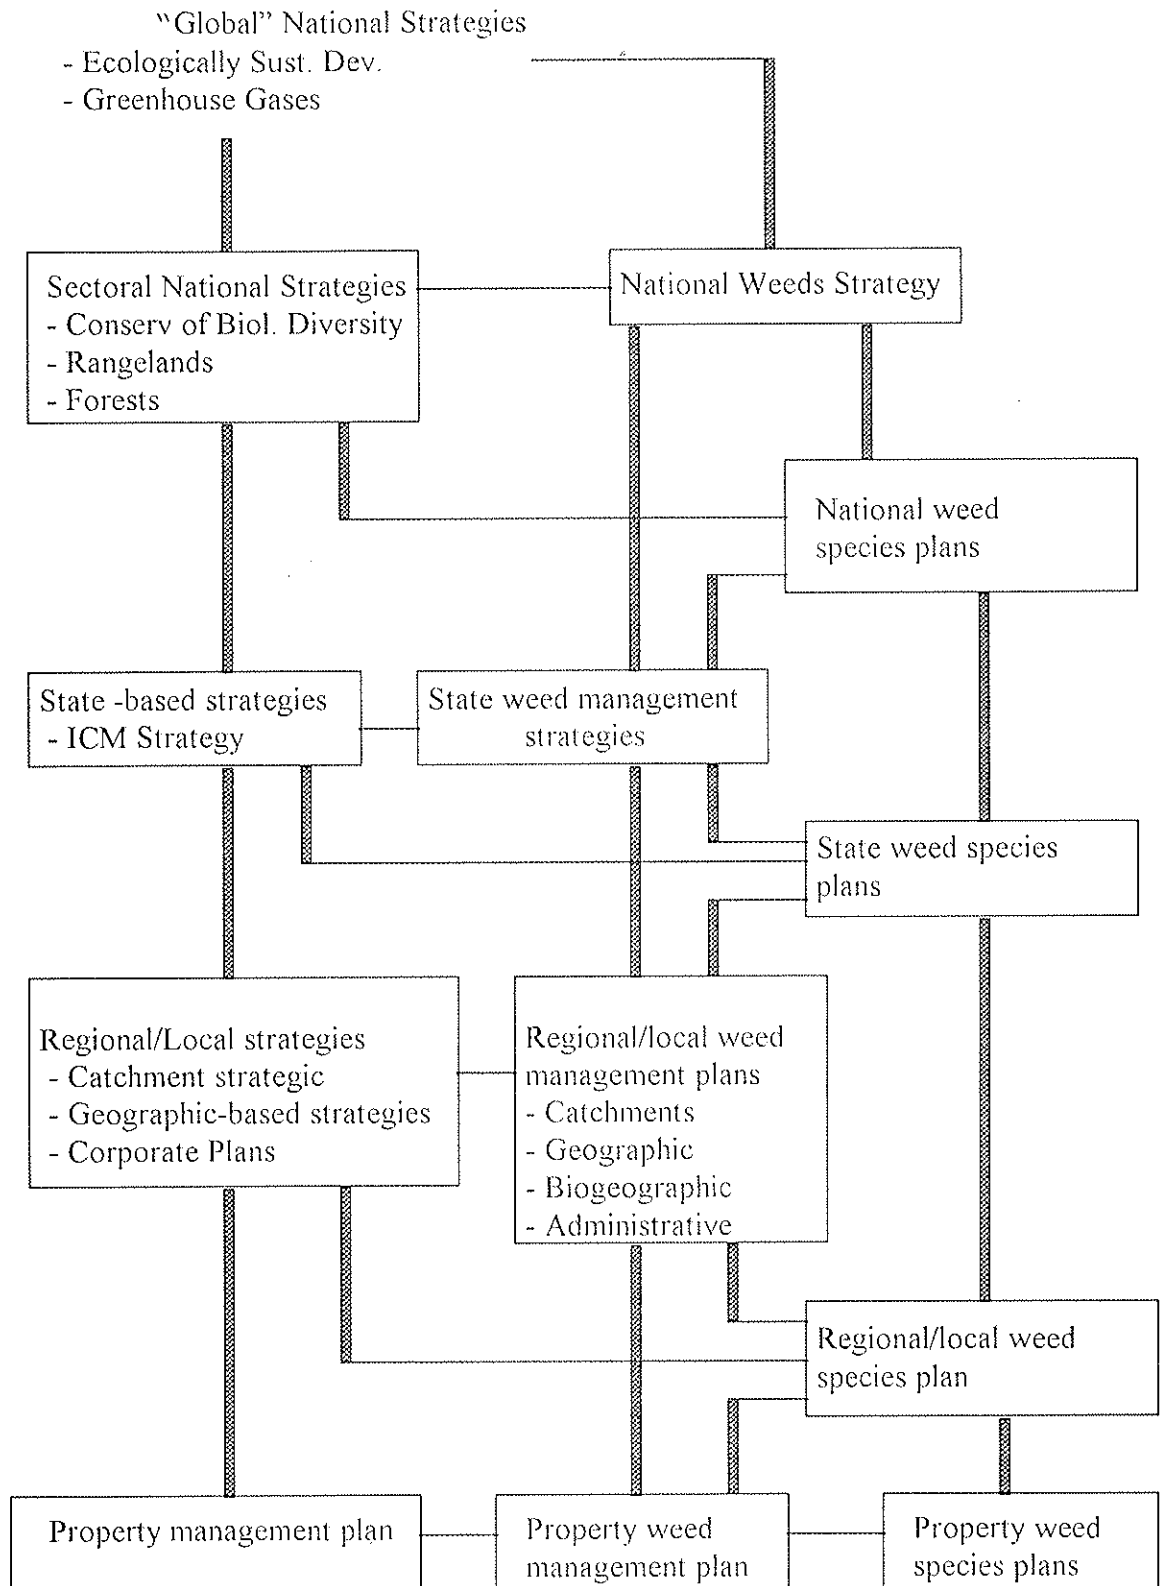 “Global” National Strategies
- Ecologically Sust. Dev.
- Greenhouse Gases
Sectoral National Strategies
- Conserv of Biol. Diversity
- Rangelands
- Forests
National Weeds Strategy
National weed
species plans
State -based strategies
- ICM Strategy
State weed management
strategies
State weed species
plans
Regional/Local strategies
- Catchment strategic
- Geographic-based strategies
- Corporate Plans
Regional/local weed
management plans
- Catchments
- Geographic
- Biogeographic
- Administrative
Regional/local weed
species plan
Property management plan
Property weed
management plan
Property weed
species plans